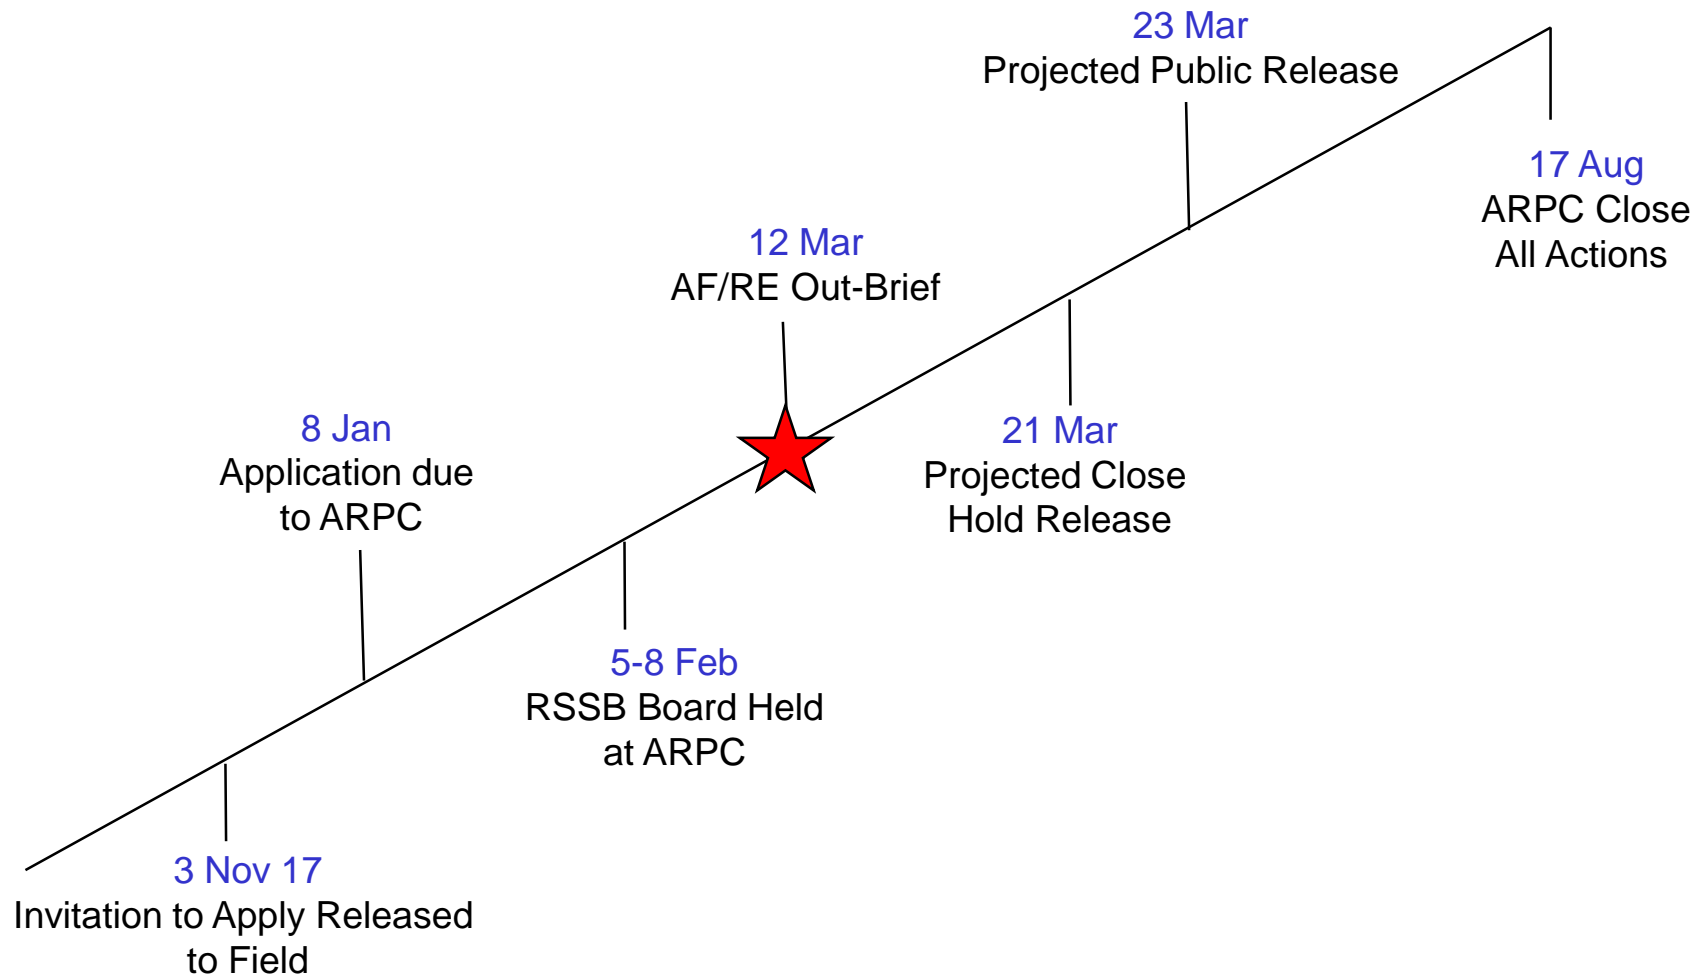 23 Mar
Projected Public Release
17 Aug
ARPC Close
All Actions
12 Mar
AF/RE Out-Brief
21 Mar
Projected Close
Hold Release
8 Jan
Application due
to ARPC
5-8 Feb
RSSB Board Held
at ARPC
3 Nov 17
Invitation to Apply Released
to Field